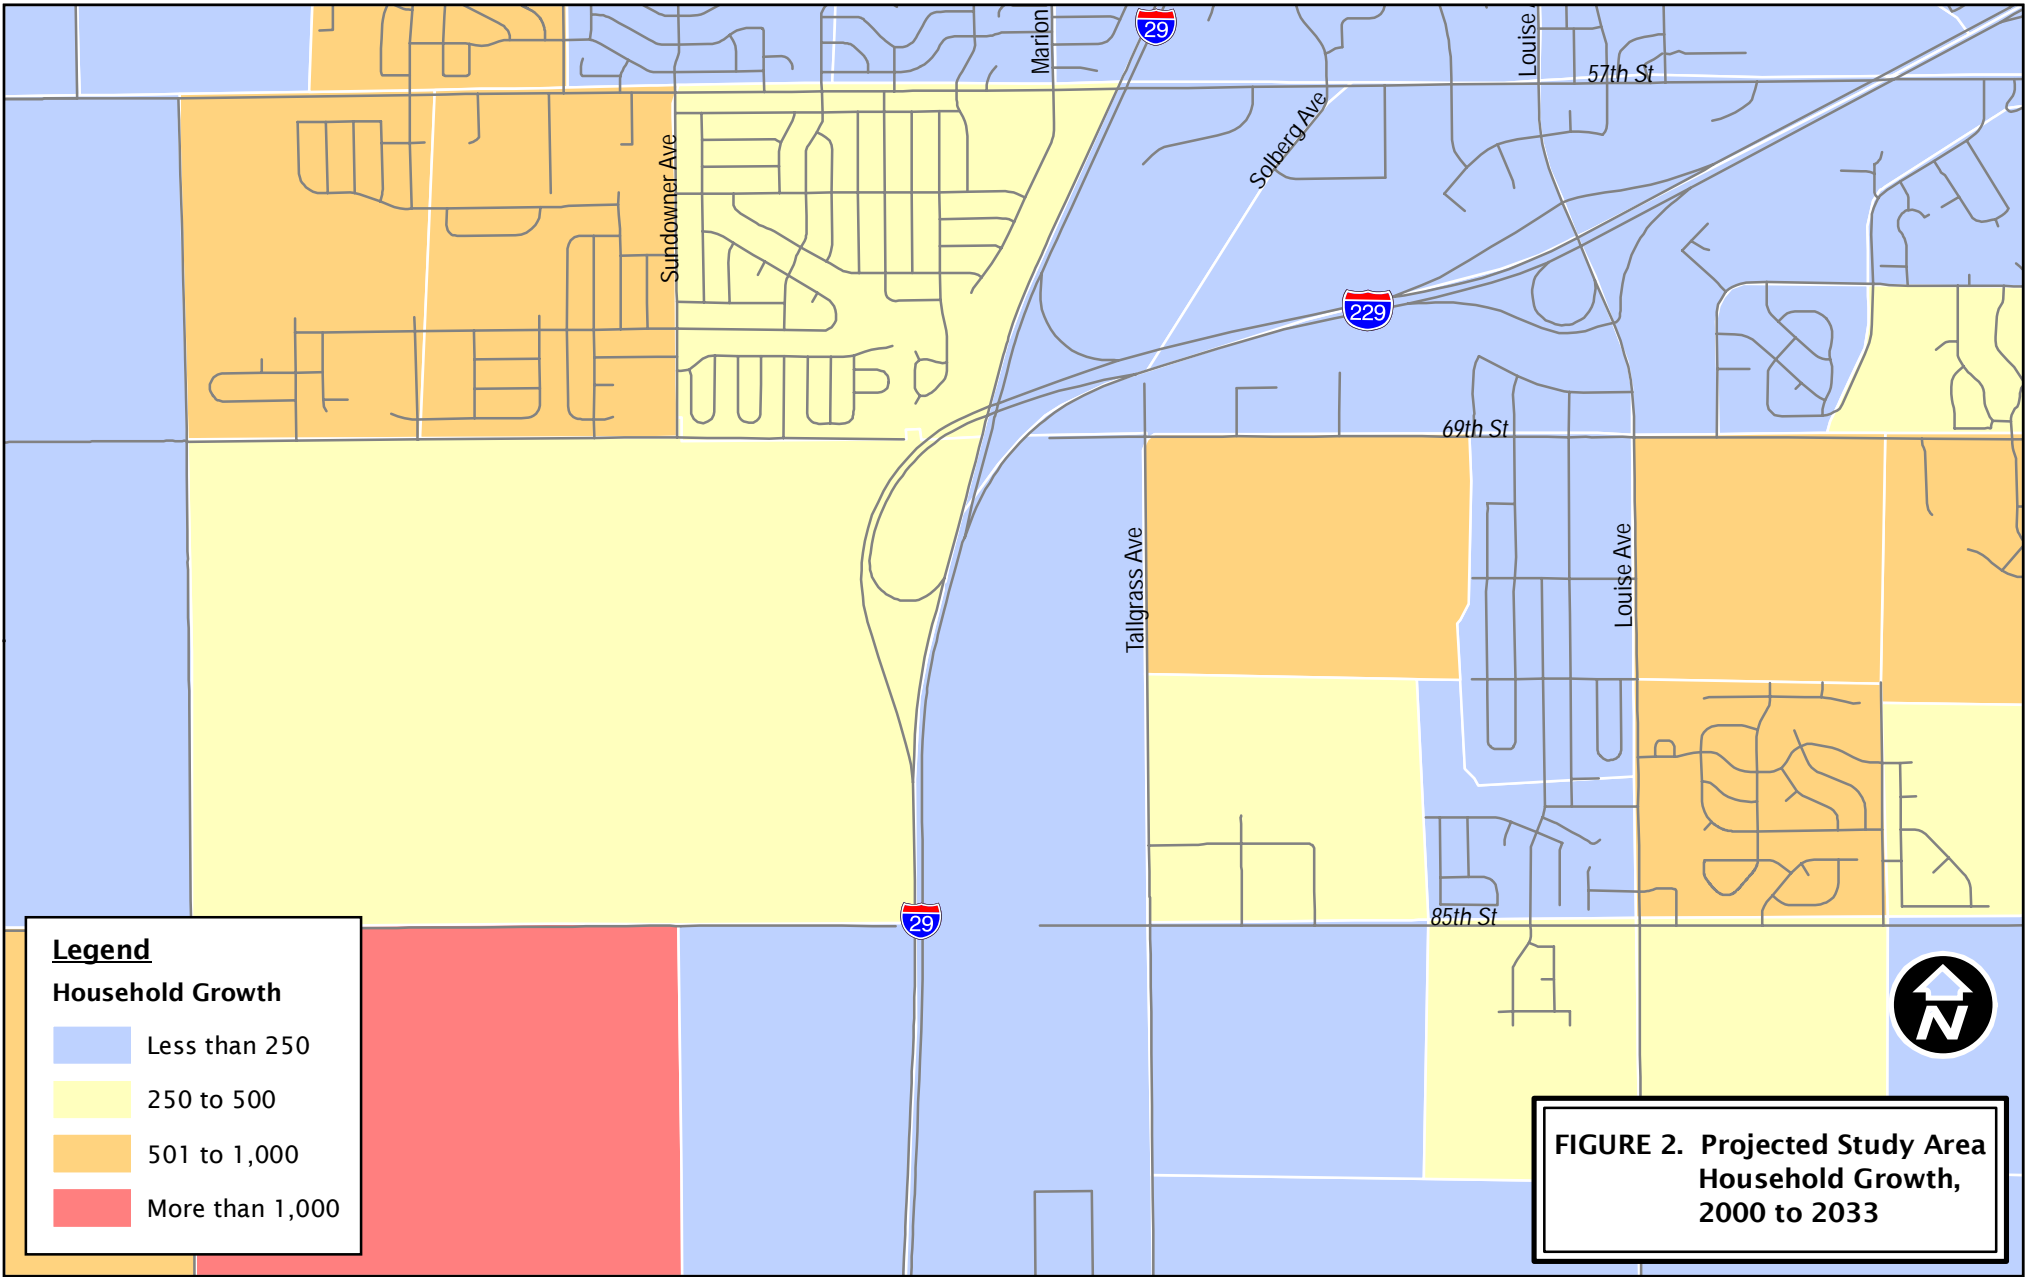 Marion
29
Louise
57th St
Solberg Ave
Sundowner Ave
229
69th St
Tallgrass Ave
Louise Ave
29
85th St
Legend
Household Growth
Less than 250
250 to 500
501 to 1,000
More than 1,000
N
FIGURE 2. Projected Study Area
Household Growth,
2000 to 2033